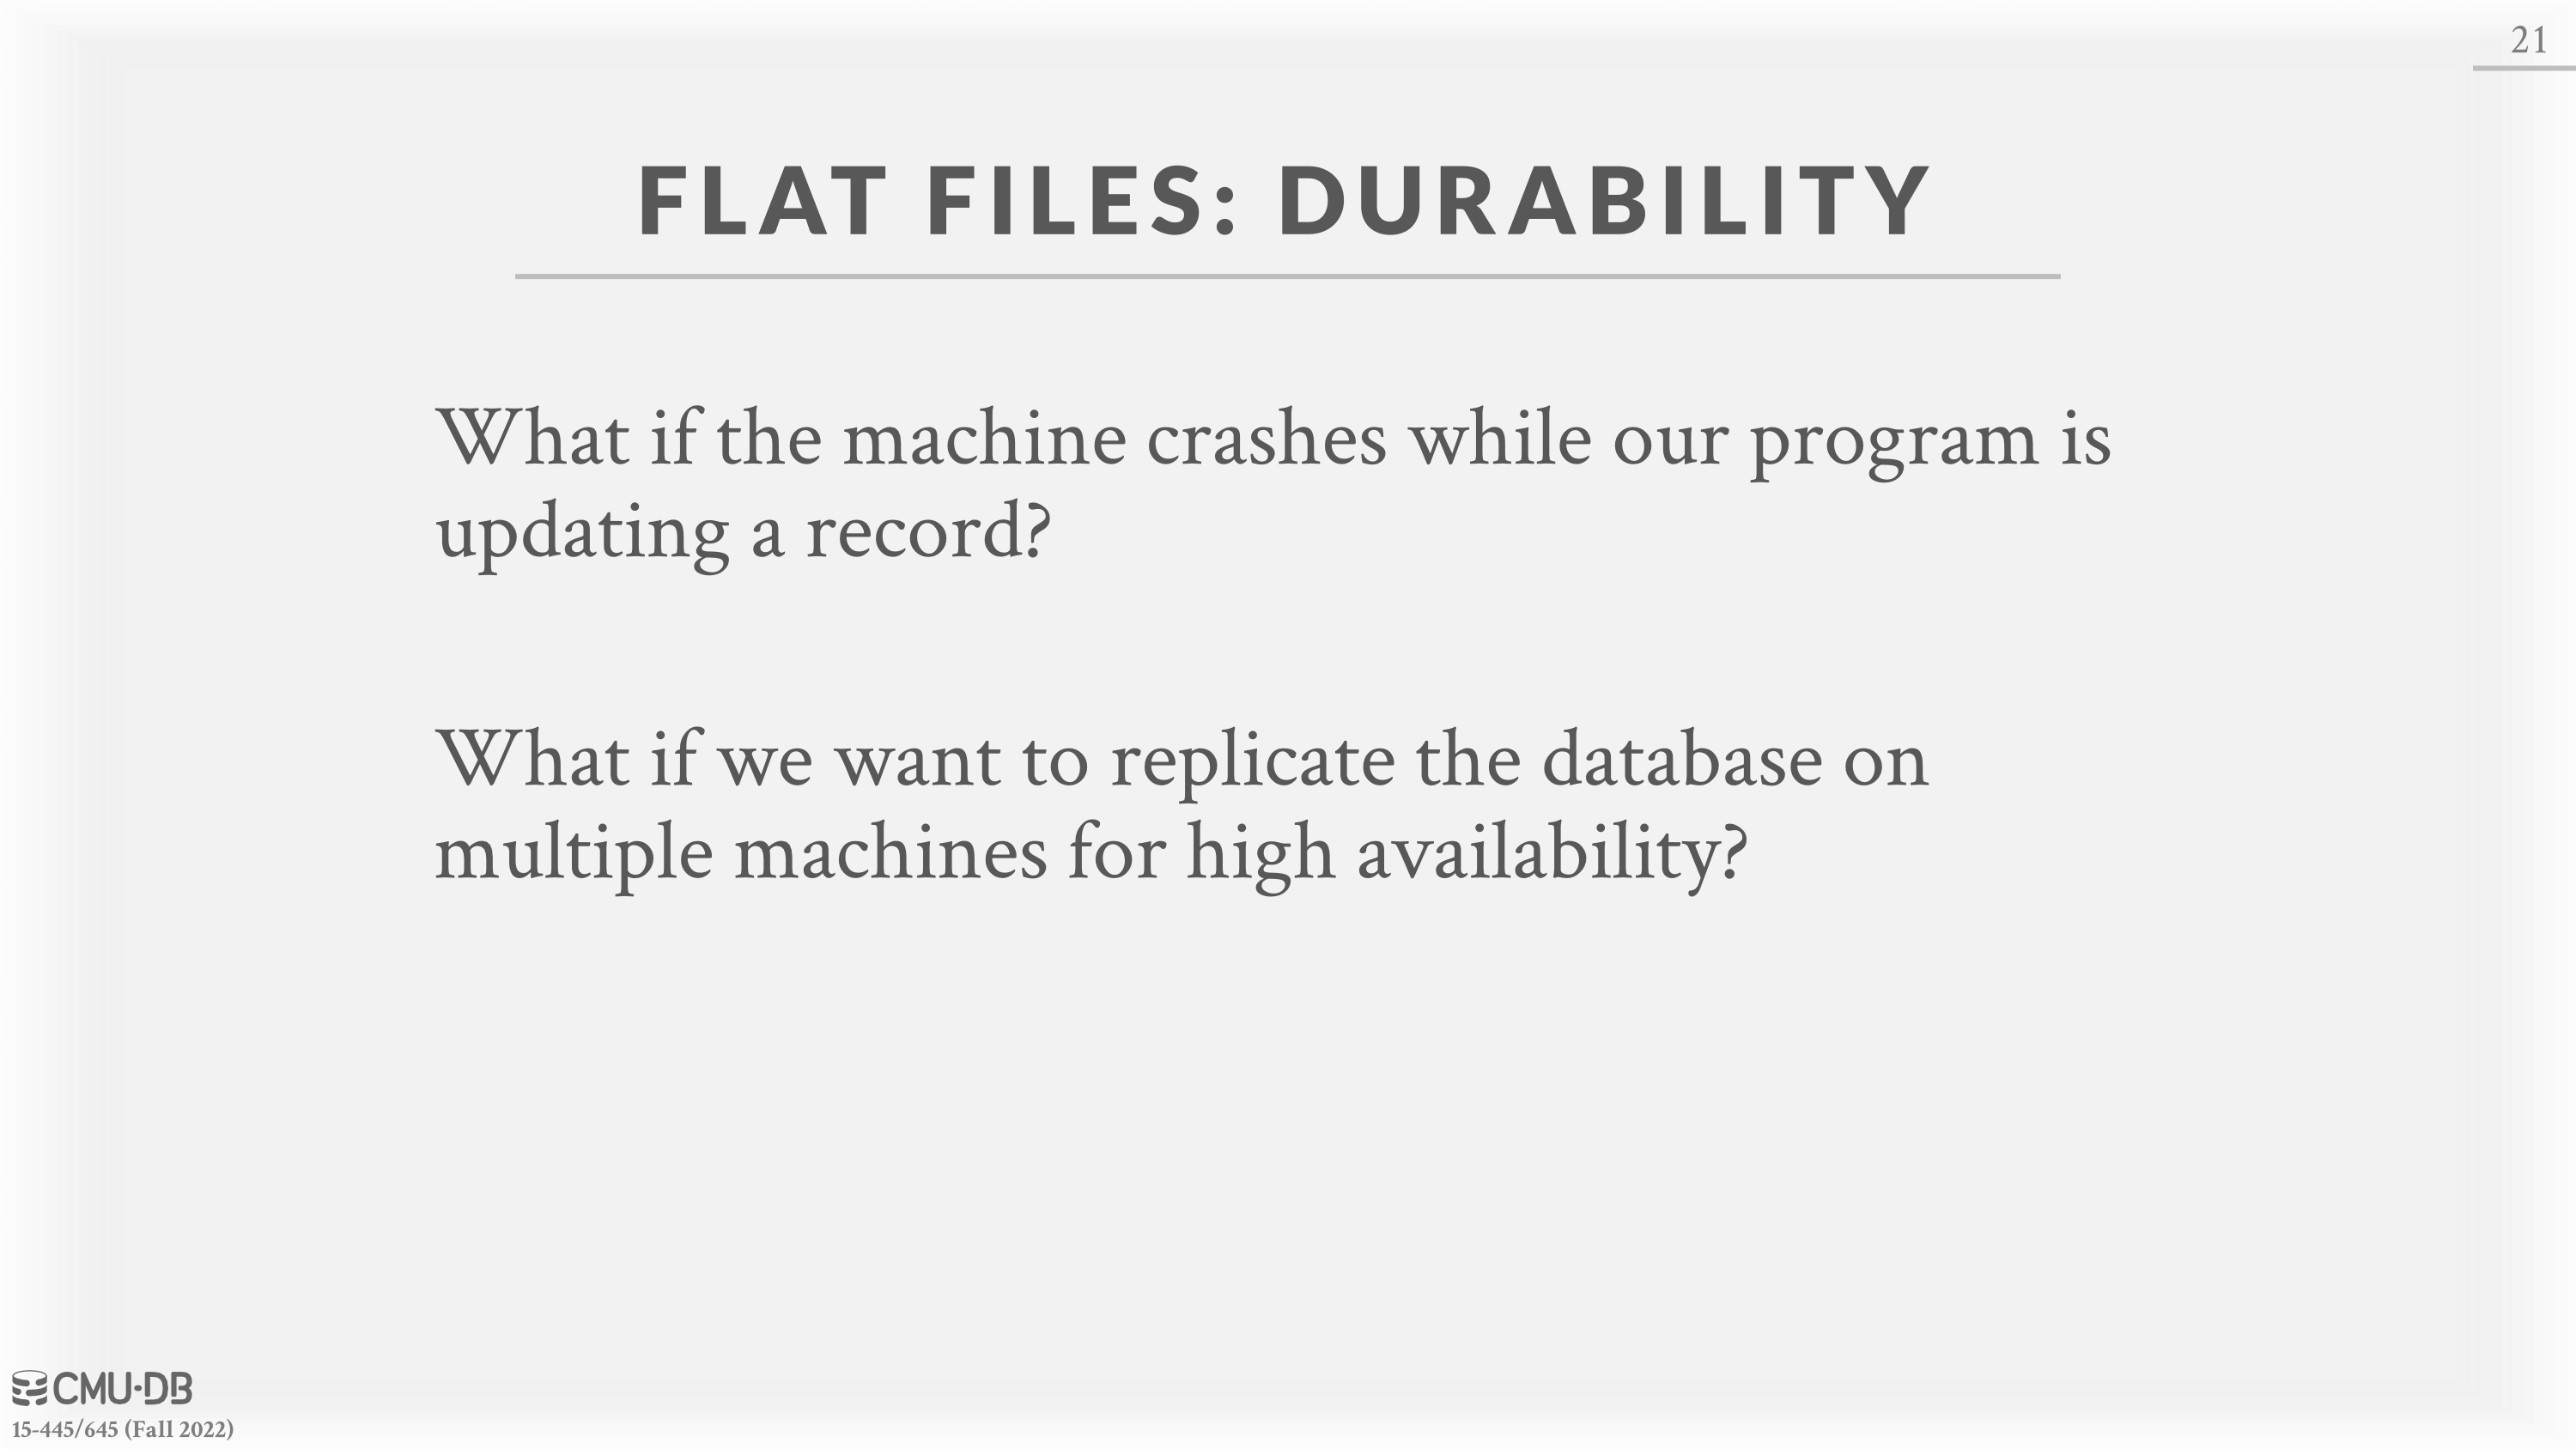 21
FLAT FILES: DURABILITY
What if the machine crashes while our program is
updating a record?
What if we want to replicate the database on
multiple machines for high availability?
CMU·DB
15-445/645 (Fall 2022)